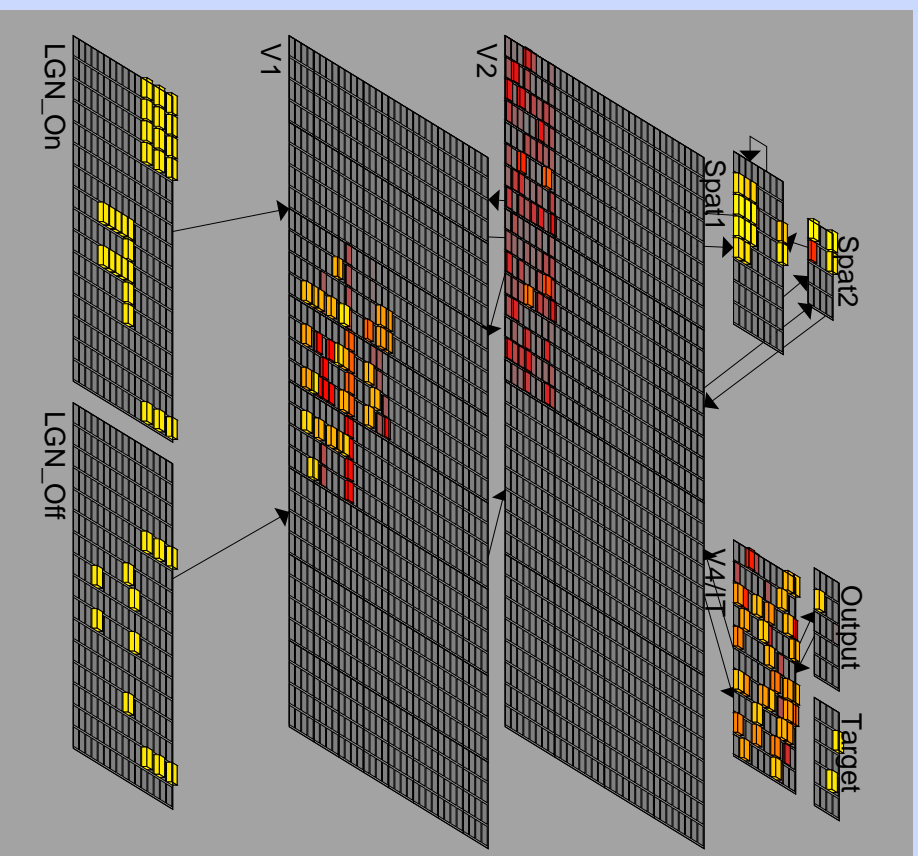 LGN_On
V1
V2
Spat1
Spat2
LGN_Off
V4/IT
Output
Target